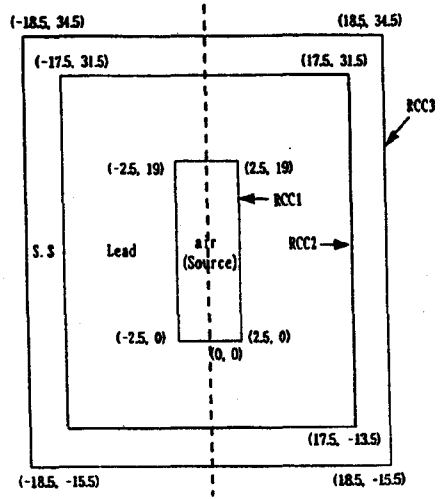 (-18.5, 34.5) (18.5, 34.5)
(-17.5, 31.5) (17.5, 31.5)
RCC3
(-2.5, 19) (2.5, 19)
RCC1
S.S Lead air RCC2
(Source)
(-2.5, 0) (2.5, 0)
(0, 0)
(17.5, -13.5)
(-18.5, -15.5) (18.5, -15.5)